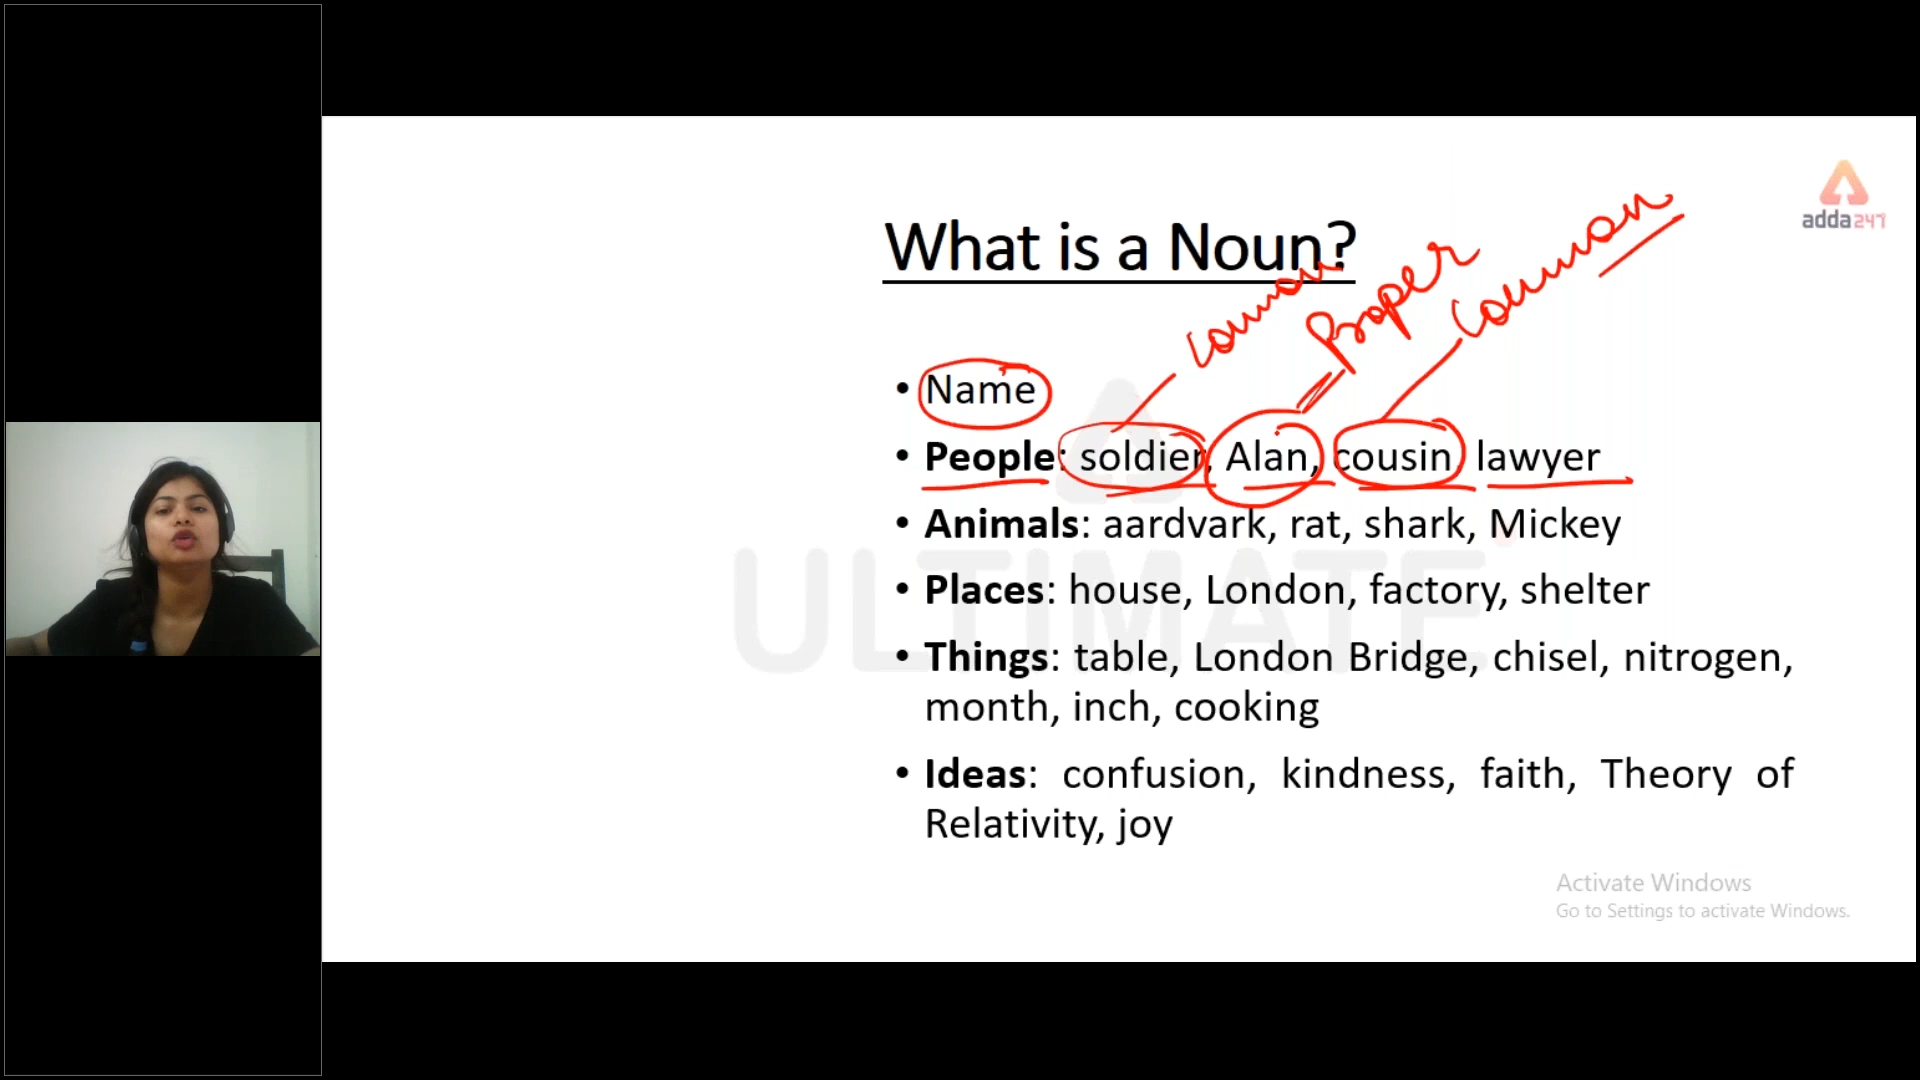 adda247
What is a Noun?
common
Proper
common
• Name
• People: soldier, Alan, cousin, lawyer
• Animals: aardvark, rat, shark, Mickey
• Places: house, London, factory, shelter
• Things: table, London Bridge, chisel, nitrogen,
month, inch, cooking
• Ideas: confusion, kindness, faith, Theory of
Relativity, joy
ULTIMATE
Activate Windows
Go to Settings to activate Windows.